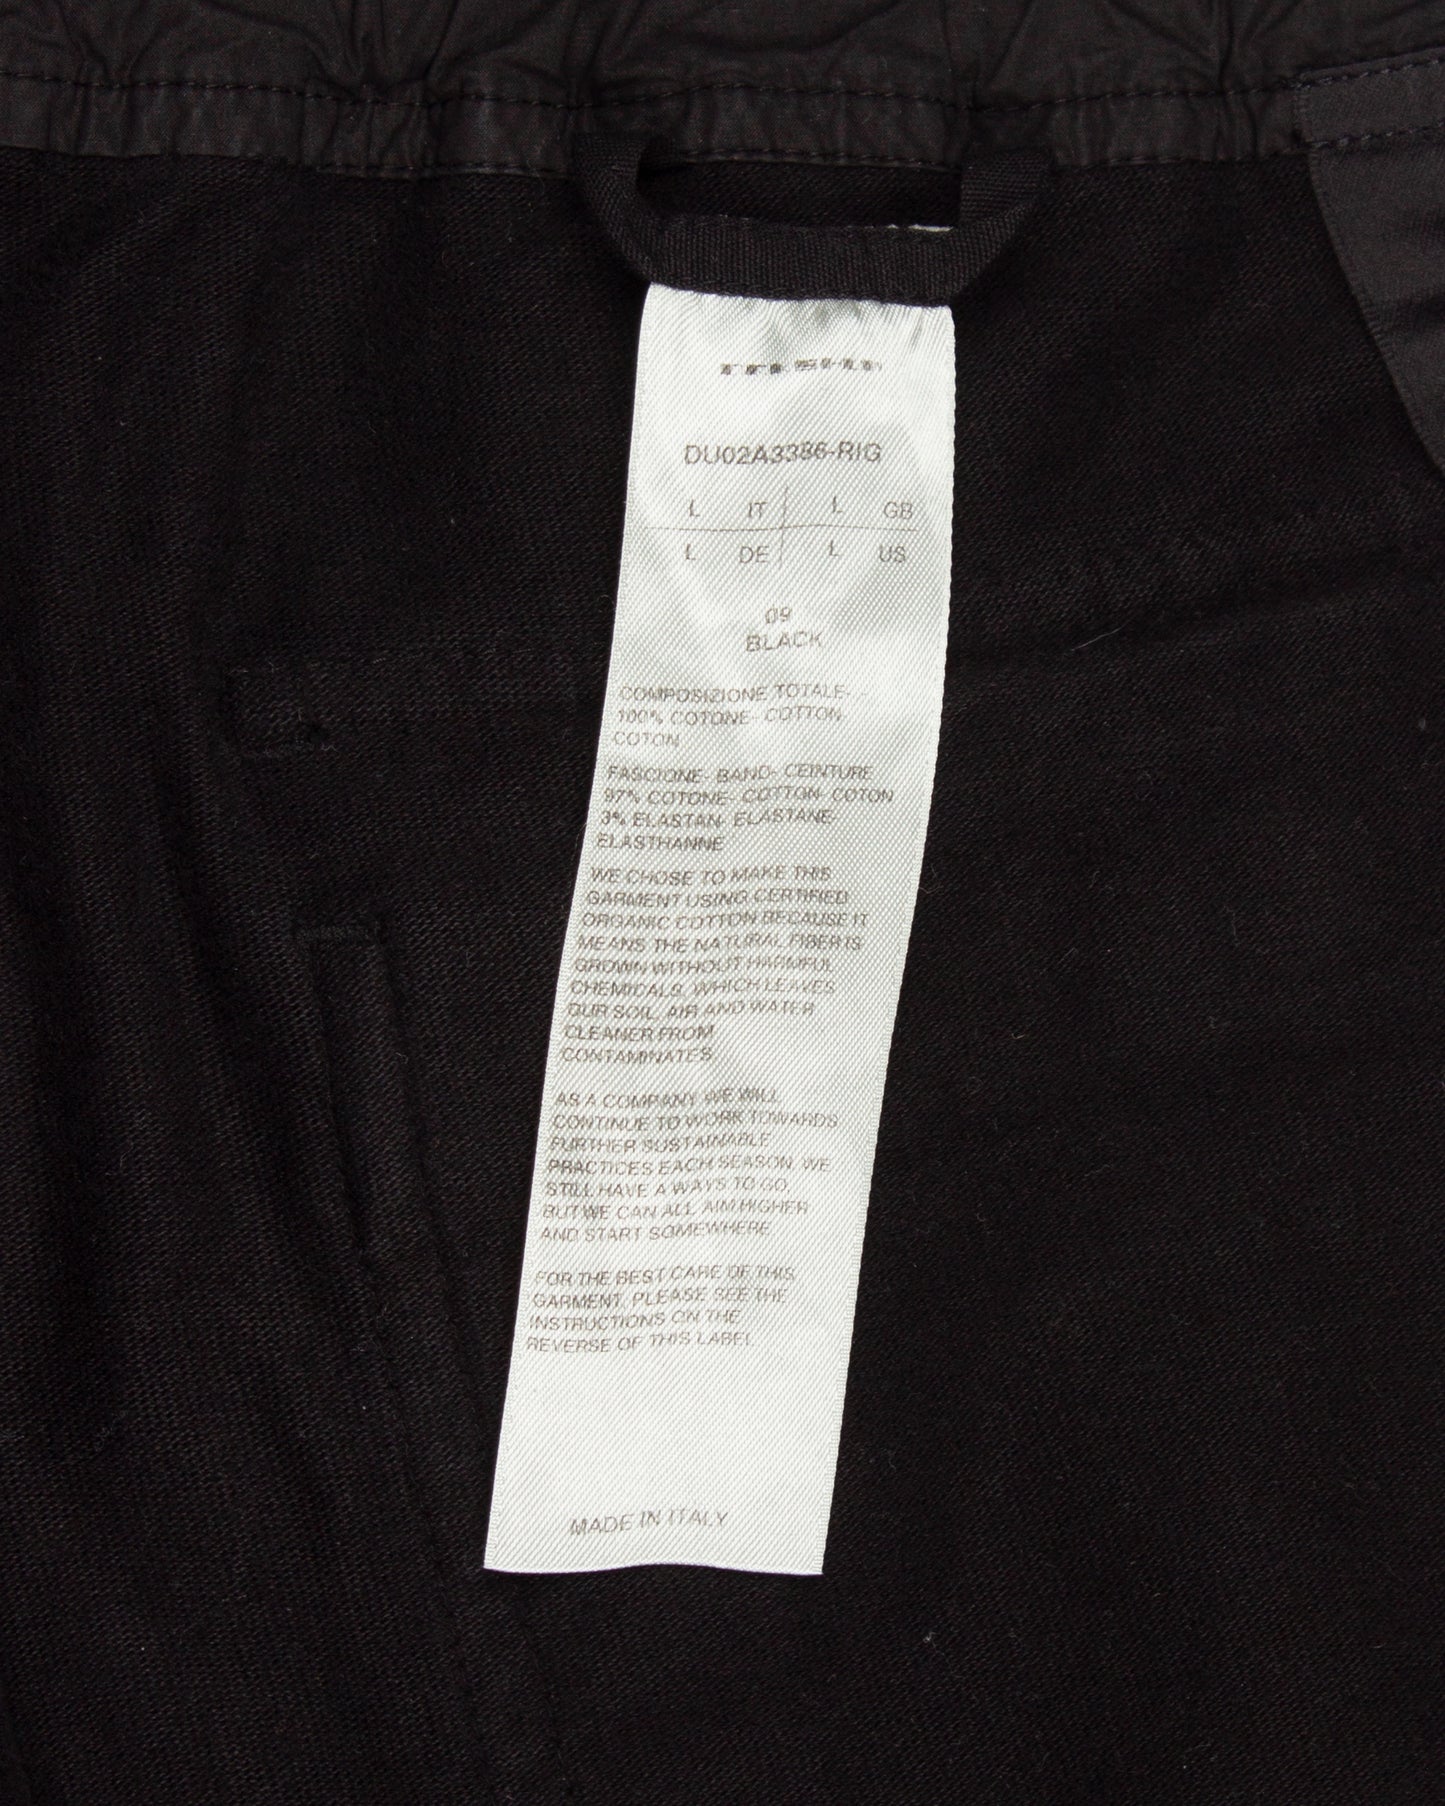 DU02A3386-RIG
L IT L GB
L DE L US
09
BLACK
COMPOSIZIONE TOTALE- -
100% COTONE- COTTON-
COTON
FASCIONE- BAND- CEINTURE
97% COTONE- COTTON- COTON
3% ELASTAN- ELASTANE-
ELASTHANNE
WE CHOSE TO MAKE THIS
GARMENT USING CERTIFIED
ORGANIC COTTON BECAUSE IT
MEANS THE NATURAL FIBER IS
GROWN WITHOUT HARMFUL
CHEMICALS, WHICH LEAVES
OUR SOIL, AIR AND WATER
CLEANER FROM
CONTAMINATES.
AS A COMPANY WE WILL
CONTINUE TO WORK TOWARDS
FURTHER SUSTAINABLE
PRACTICES EACH SEASON. WE
STILL HAVE A WAYS TO GO,
BUT WE CAN ALL AIM HIGHER
AND START SOMEWHERE.
FOR THE BEST CARE OF THIS
GARMENT, PLEASE SEE THE
INSTRUCTIONS ON THE
REVERSE OF THIS LABEL.
MADE IN ITALY